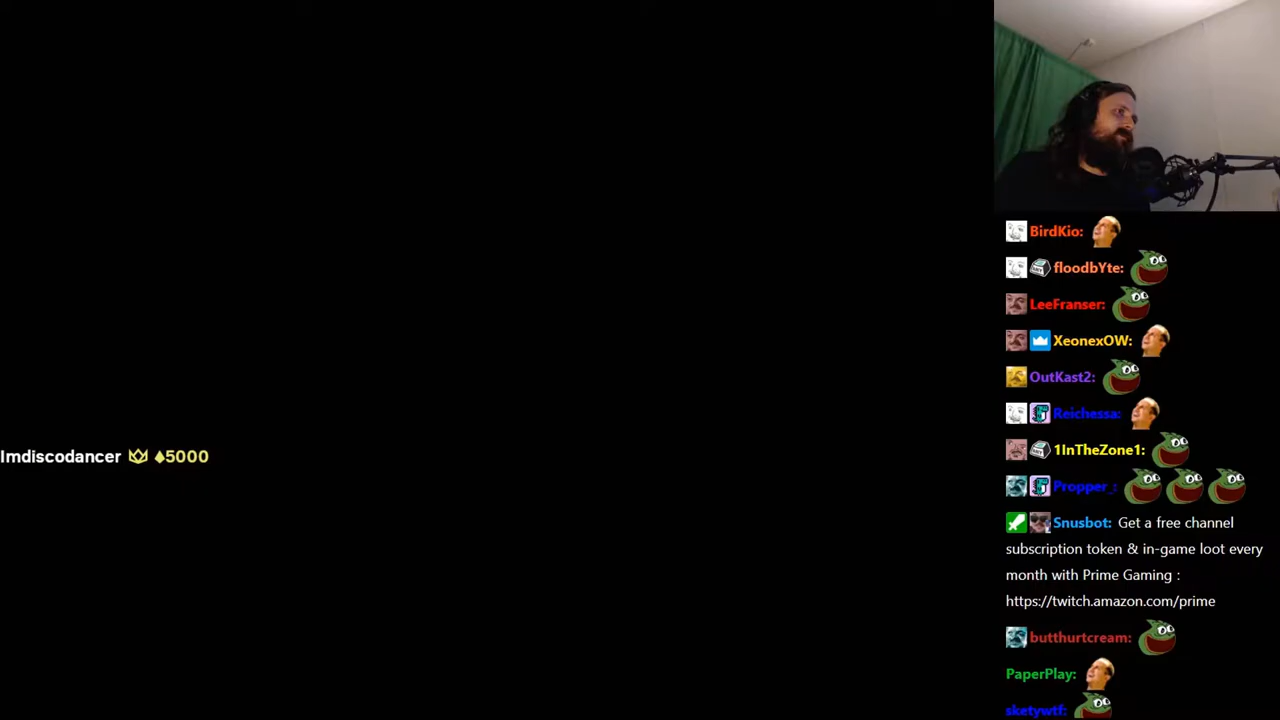 BirdKio:
floodbYte:
LeeFranser:
XeonexOW:
OutKast2:
Reichessa:
Imdiscodancer 5000
1InTheZone1:
Propper_:
Snusbot: Get a free channel
subscription token & in-game loot every
month with Prime Gaming :
https://twitch.amazon.com/prime
butthurtcream:
PaperPlay:
sketywtf: